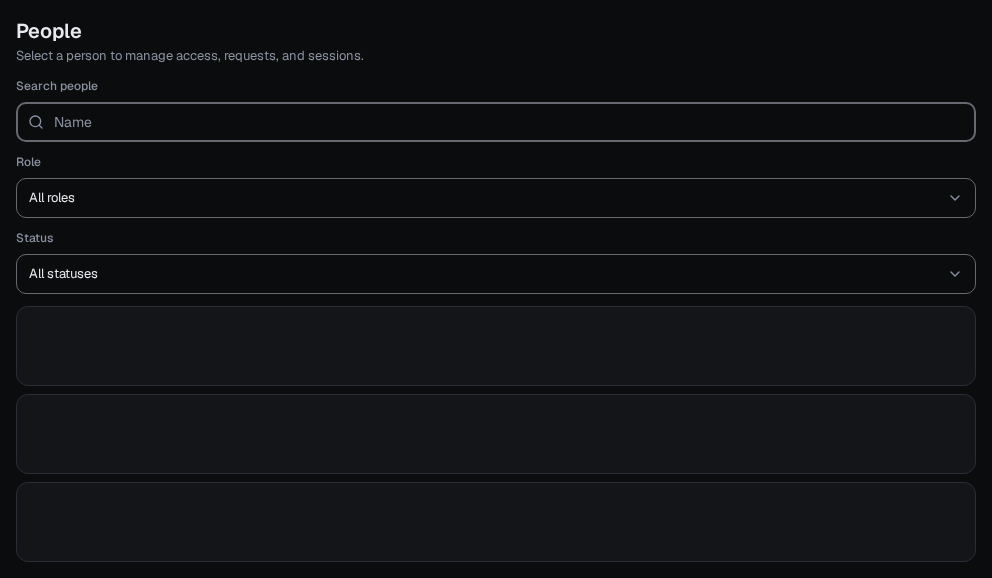 People
Select a person to manage access, requests, and sessions.
Search people
Name
Role
All roles
Status
All statuses